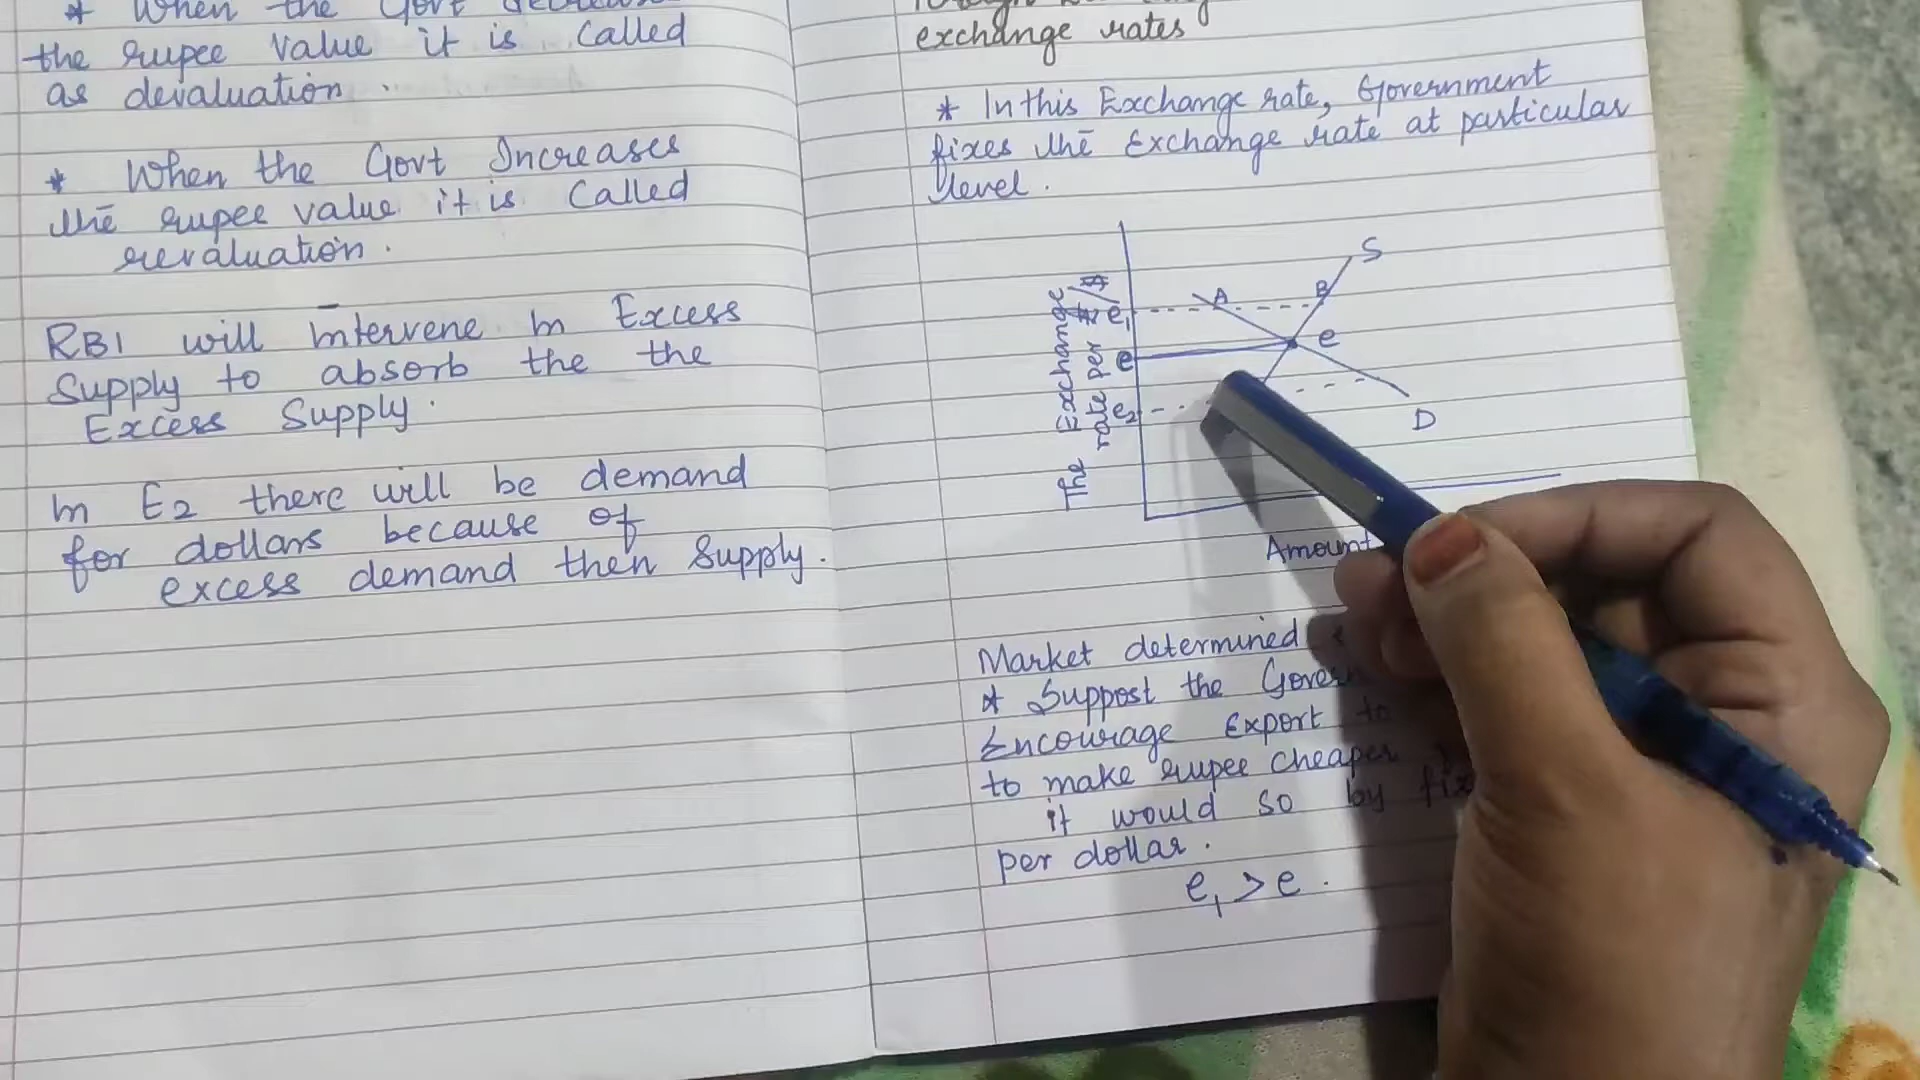 * When the Govt
the rupee value it is called
as devaluation.
* When the Govt Increases
the rupee value it is called
revaluation.
RBI will intervene In Excess
Supply to absorb the the
Excess Supply.
In E2 there will be demand
for dollars because of
excess demand then Supply.
exchange rates
* In this Exchange rate, Government
fixes the Exchange rate at particular
level.
The Exchange
rate per ₹/$
S
A
B
e1
e
e
e2
D
Amount
Market determined
* Suppost the
Encourage Export to
to make rupee cheaper
it would so by
per dollar.
e1 > e.